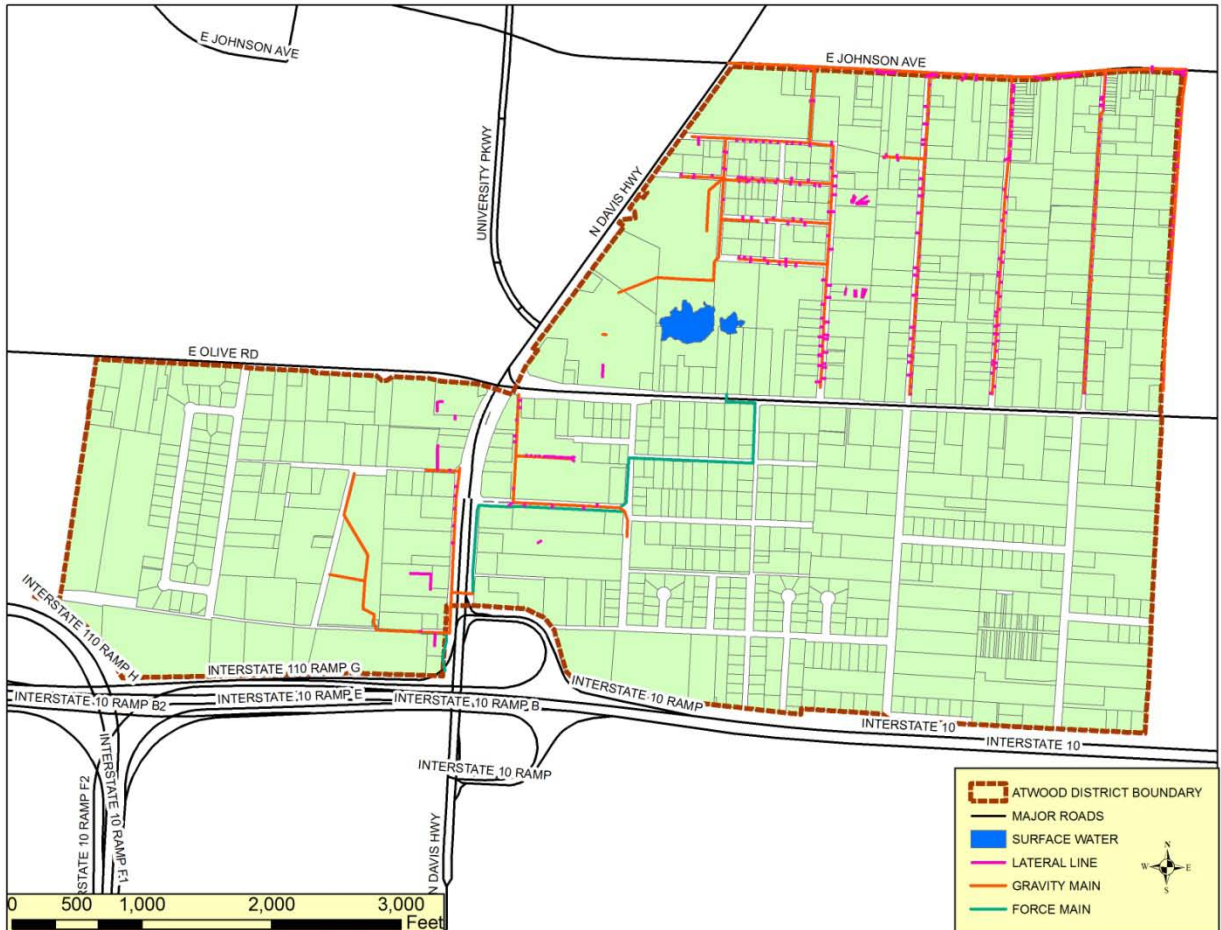 E JOHNSON AVE
E JOHNSON AVE
UNIVERSITY PKWY
N DAVIS HWY
E OLIVE RD
INTERSTATE 110 RAMP H
INTERSTATE 110 RAMP G
INTERSTATE 10 RAMP B2
INTERSTATE 10 RAMP E
INTERSTATE 10 RAMP B
INTERSTATE 10 RAMP
INTERSTATE 10
INTERSTATE 10
INTERSTATE 10 RAMP
INTERSTATE 10 RAMP F2
INTERSTATE 10 RAMP F1
N DAVIS HWY
ATWOOD DISTRICT BOUNDARY
MAJOR ROADS
SURFACE WATER
LATERAL LINE
GRAVITY MAIN
FORCE MAIN
N
W E
S
0 500 1,000 2,000 3,000
Feet